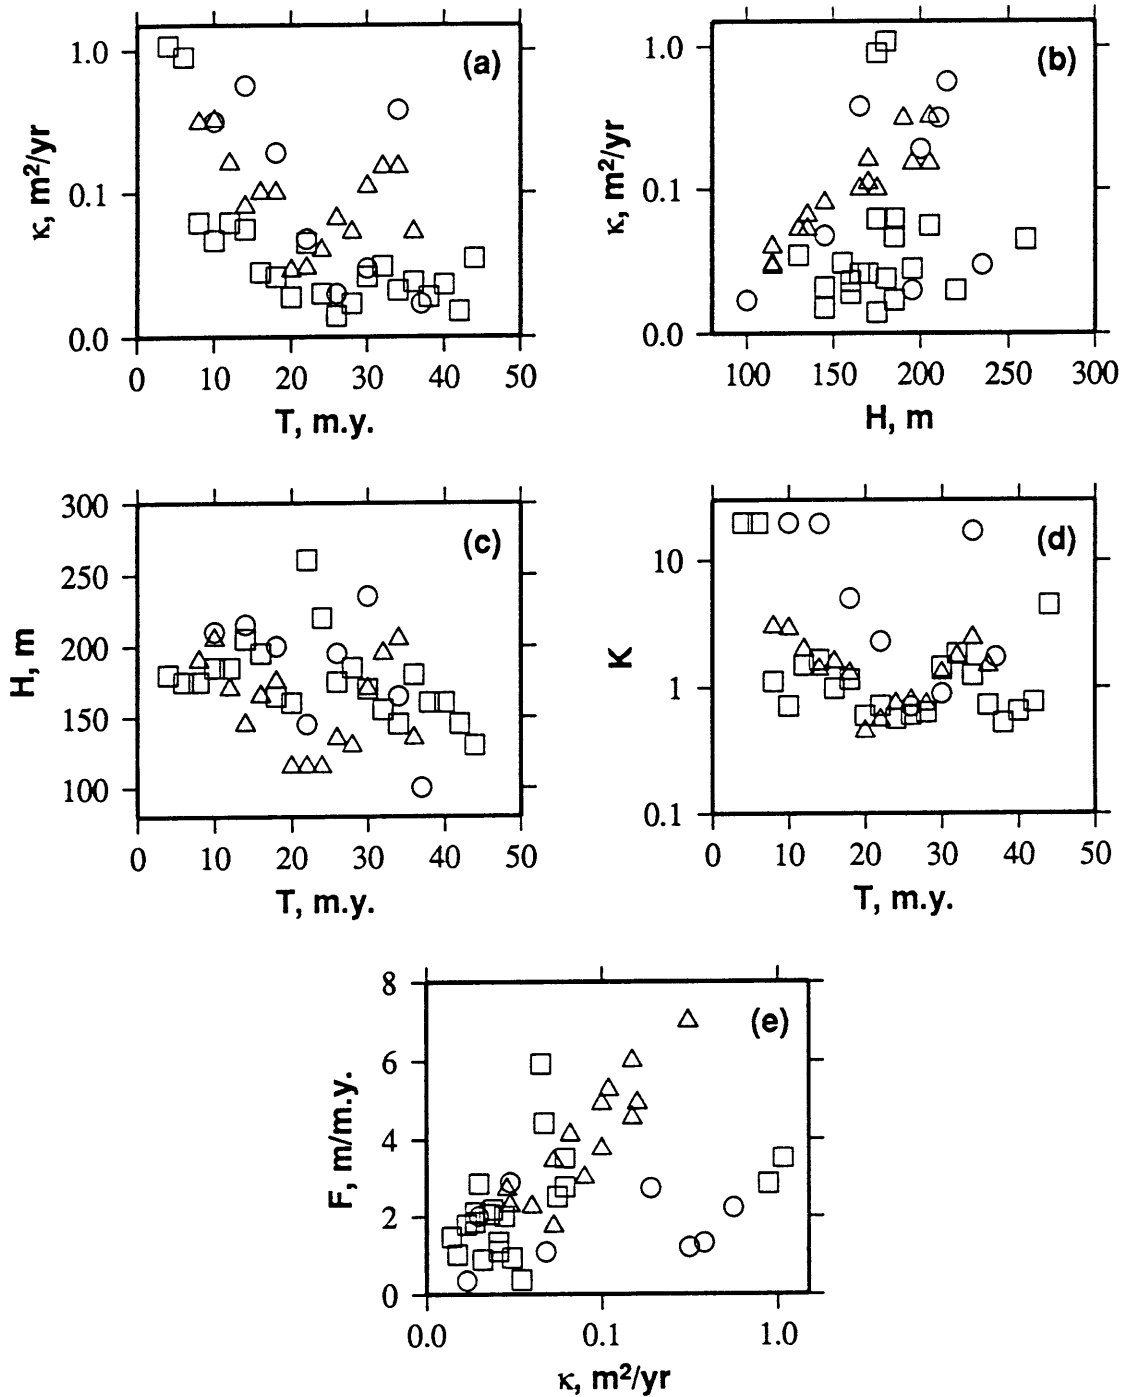 (a)
κ, m²/yr
1.0
0.1
0.0
0 10 20 30 40 50
T, m.y.
(b)
κ, m²/yr
1.0
0.1
0.0
100 150 200 250 300
H, m
(c)
H, m
300
250
200
150
100
0 10 20 30 40 50
T, m.y.
(d)
K
10
1
0.1
0 10 20 30 40 50
T, m.y.
(e)
F, m/m.y.
8
6
4
2
0
0.0 0.1 1.0
κ, m²/yr